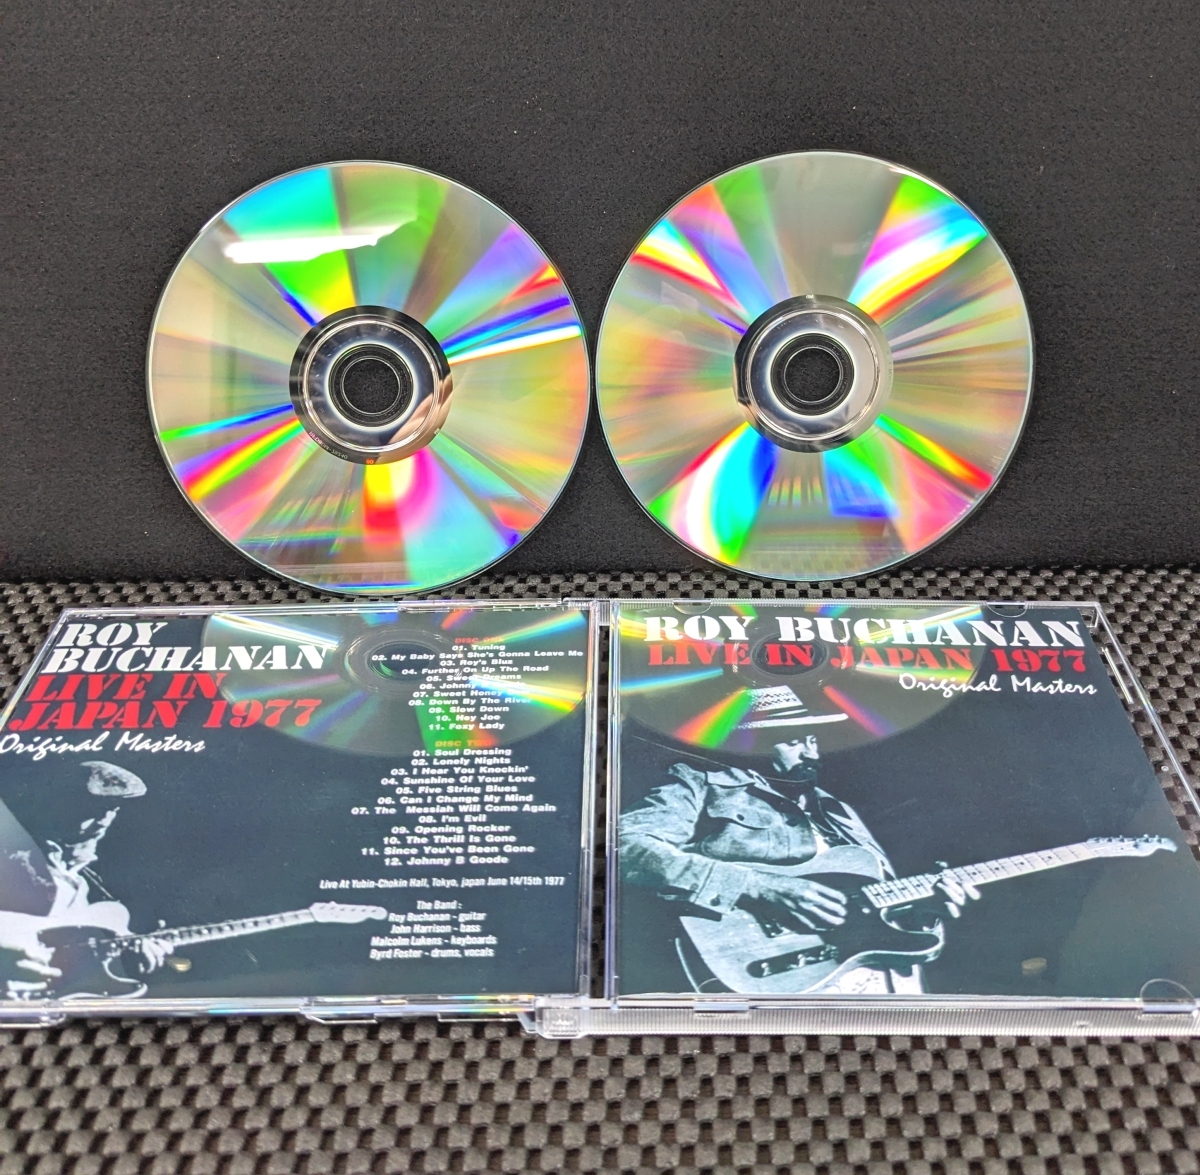 ROY
BUCHANAN
LIVE IN
JAPAN 1977
Original Masters
DISC ONE
01. Tuning
02. My Baby Says She's Gonna Leave Me
03. Roy's Bluz
04. Further On Up The Road
05. Sweet Dreams
06. Johnny
07. Sweet Honey
08. Down By The River
09. Slow Down
10. Hey Joe
11. Foxy Lady
DISC
01. Soul Dressing
02. Lonely Nights
03. I Hear You Knockin'
04. Sunshine Of Your Love
05. Five String Blues
06. Can I Change My Mind
07. The Messiah Will Come Again
08. I'm Evil
09. Opening Rocker
10. The Thrill Is Gone
11. Since You've Been Gone
12. Johnny B Goode
Live At Yubin-Chokin Hall, Tokyo, japan June 14/15th 1977
The Band :
Roy Buchanan - guitar
John Harrison - bass
Malcolm Lukens - keyboards
Byrd Foster - drums, vocals
ROY BUCHANAN
LIVE IN JAPAN 1977
Original Masters